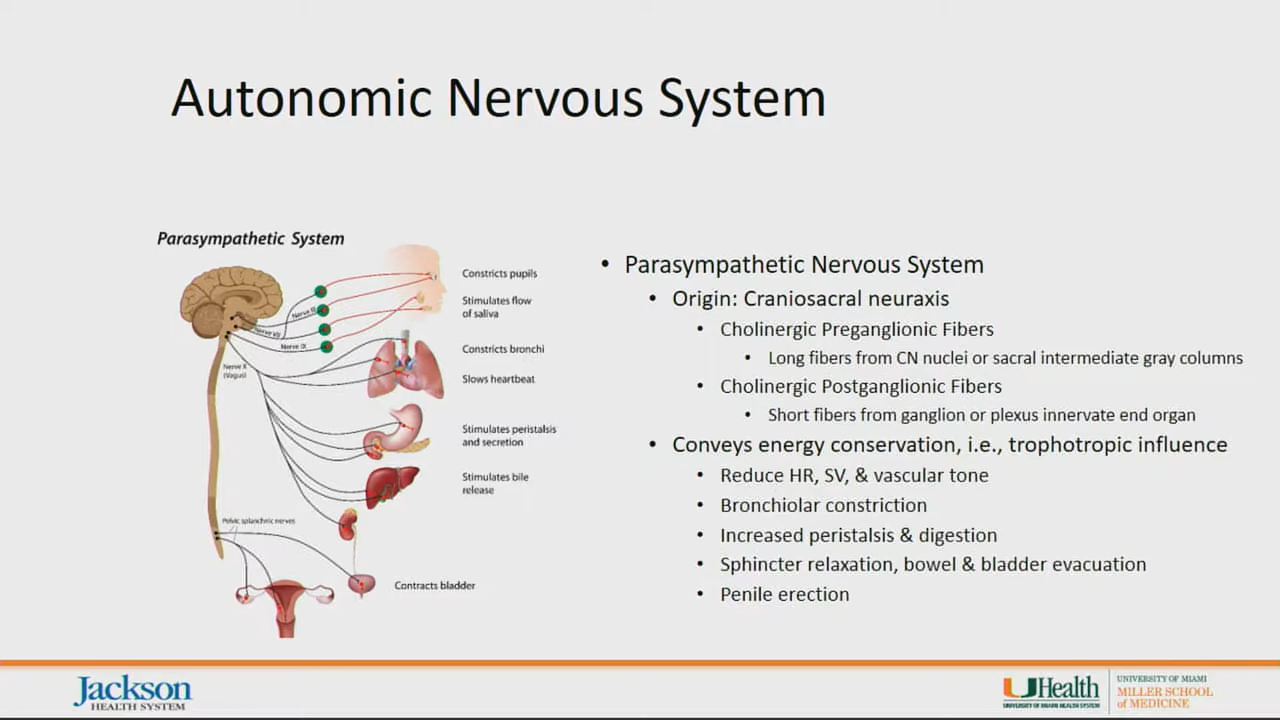 Autonomic Nervous System
Parasympathetic System
Constricts pupils
Stimulates flow
of saliva
Nerve III
Nerve VII
Nerve IX
Nerve X
(Vagus)
Constricts bronchi
Slows heartbeat
Stimulates peristalsis
and secretion
Stimulates bile
release
Pelvic splanchnic nerves
Contracts bladder
• Parasympathetic Nervous System
• Origin: Craniosacral neuraxis
• Cholinergic Preganglionic Fibers
• Long fibers from CN nuclei or sacral intermediate gray columns
• Cholinergic Postganglionic Fibers
• Short fibers from ganglion or plexus innervate end organ
• Conveys energy conservation, i.e., trophotropic influence
• Reduce HR, SV, & vascular tone
• Bronchiolar constriction
• Increased peristalsis & digestion
• Sphincter relaxation, bowel & bladder evacuation
• Penile erection
Jackson
HEALTH SYSTEM
UHealth
UNIVERSITY OF MIAMI HEALTH SYSTEM
UNIVERSITY OF MIAMI
MILLER SCHOOL
of MEDICINE